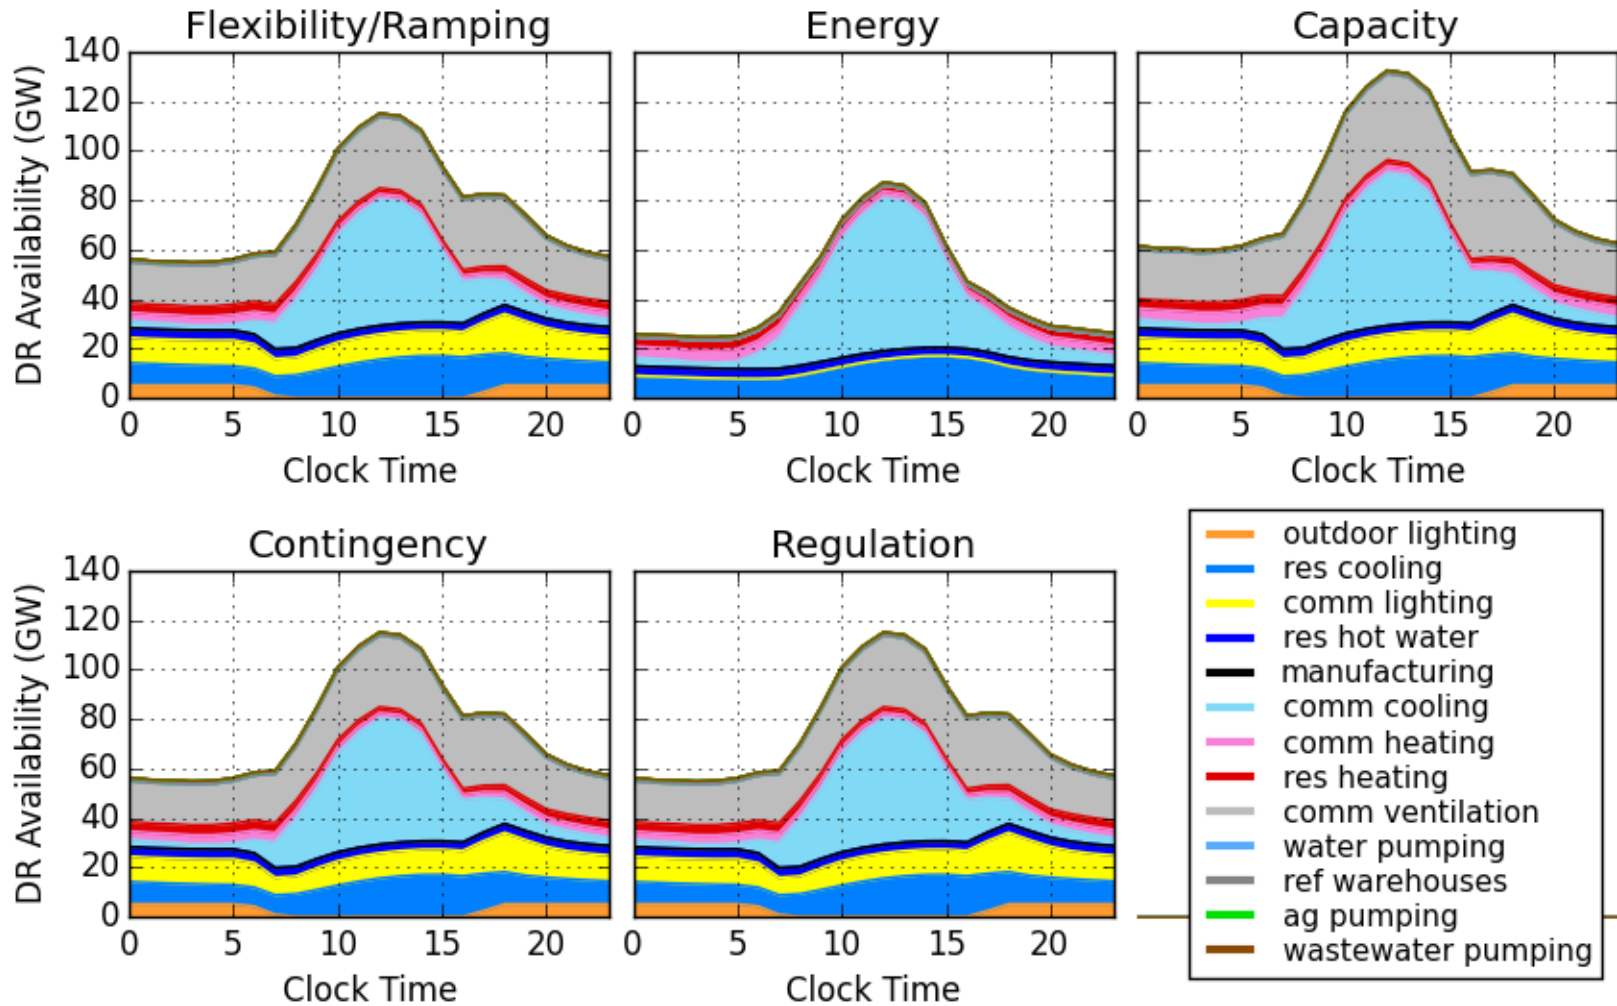 Flexibility/Ramping
Energy
Capacity
DR Availability (GW)
140
120
100
80
60
40
20
0
0 5 10 15 20
0 5 10 15 20
0 5 10 15 20
Clock Time
Clock Time
Clock Time
Contingency
Regulation
DR Availability (GW)
140
120
100
80
60
40
20
0
0 5 10 15 20
0 5 10 15 20
Clock Time
Clock Time
outdoor lighting
res cooling
comm lighting
res hot water
manufacturing
comm cooling
comm heating
res heating
comm ventilation
water pumping
ref warehouses
ag pumping
wastewater pumping